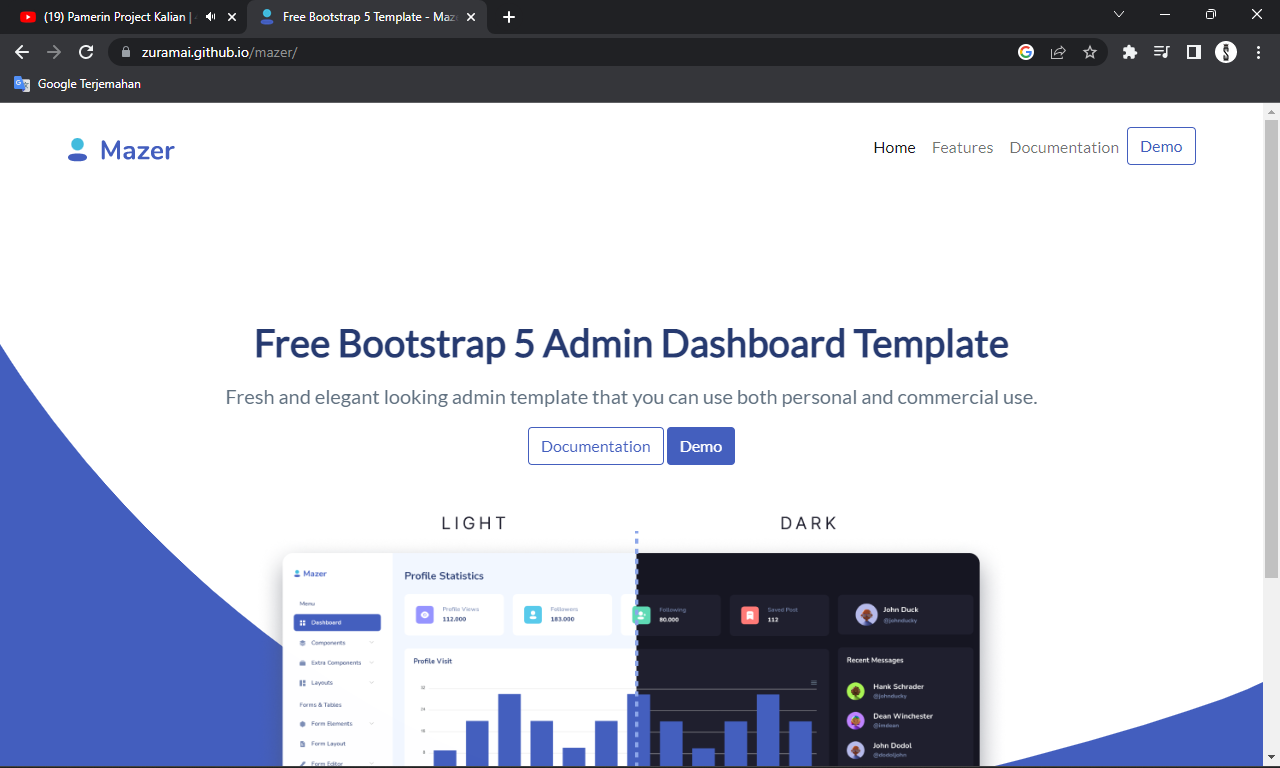 (19) Pamerin Project Kalian |
Free Bootstrap 5 Template - Maz
zuramai.github.io/mazer/
Google Terjemahan
Mazer
Home Features Documentation Demo
Free Bootstrap 5 Admin Dashboard Template
Fresh and elegant looking admin template that you can use both personal and commercial use.
Documentation Demo
LIGHT DARK
Mazer
Menu
Dashboard
Components
Extra Components
Layouts
Forms & Tables
Form Elements
Form Layout
Form Editor
Profile Statistics
Profile Views
112.000
Followers
183.000
Following
80.000
Saved Post
112
John Duck
@johnducky
Profile Visit
Recent Messages
Hank Schrader
@johnducky
Dean Winchester
@imdean
John Dodol
@dodoljohn